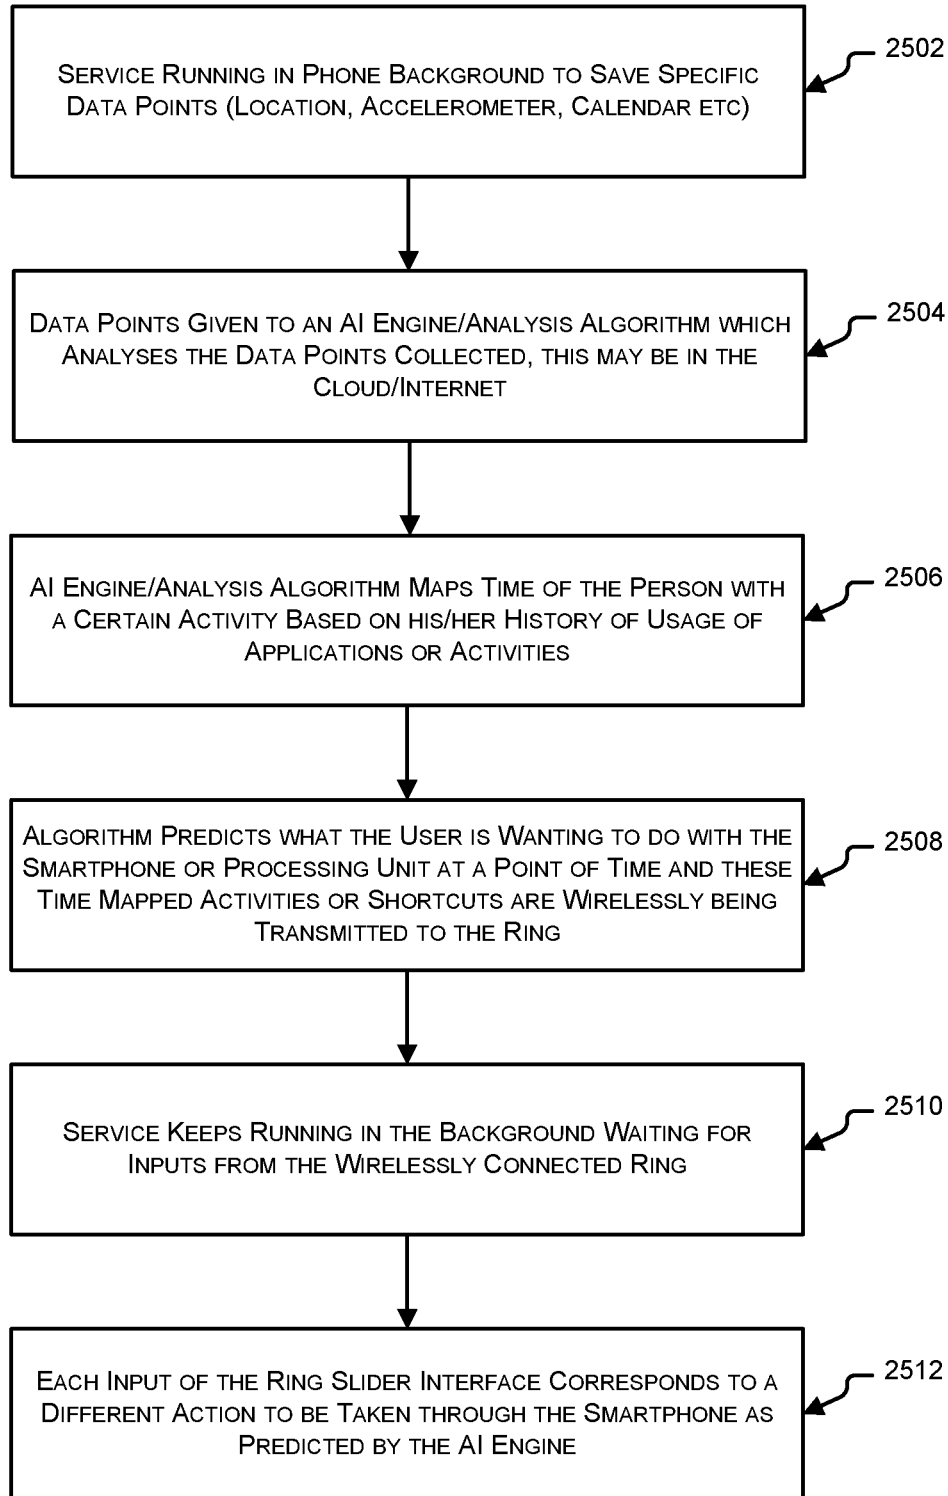 SERVICE RUNNING IN PHONE BACKGROUND TO SAVE SPECIFIC
DATA POINTS (LOCATION, ACCELEROMETER, CALENDAR ETC)
2502
DATA POINTS GIVEN TO AN AI ENGINE/ANALYSIS ALGORITHM WHICH
ANALYSES THE DATA POINTS COLLECTED, THIS MAY BE IN THE
CLOUD/INTERNET
2504
AI ENGINE/ANALYSIS ALGORITHM MAPS TIME OF THE PERSON WITH
A CERTAIN ACTIVITY BASED ON HIS/HER HISTORY OF USAGE OF
APPLICATIONS OR ACTIVITIES
2506
ALGORITHM PREDICTS WHAT THE USER IS WANTING TO DO WITH THE
SMARTPHONE OR PROCESSING UNIT AT A POINT OF TIME AND THESE
TIME MAPPED ACTIVITIES OR SHORTCUTS ARE WIRELESSLY BEING
TRANSMITTED TO THE RING
2508
SERVICE KEEPS RUNNING IN THE BACKGROUND WAITING FOR
INPUTS FROM THE WIRELESSLY CONNECTED RING
2510
EACH INPUT OF THE RING SLIDER INTERFACE CORRESPONDS TO A
DIFFERENT ACTION TO BE TAKEN THROUGH THE SMARTPHONE AS
PREDICTED BY THE AI ENGINE
2512